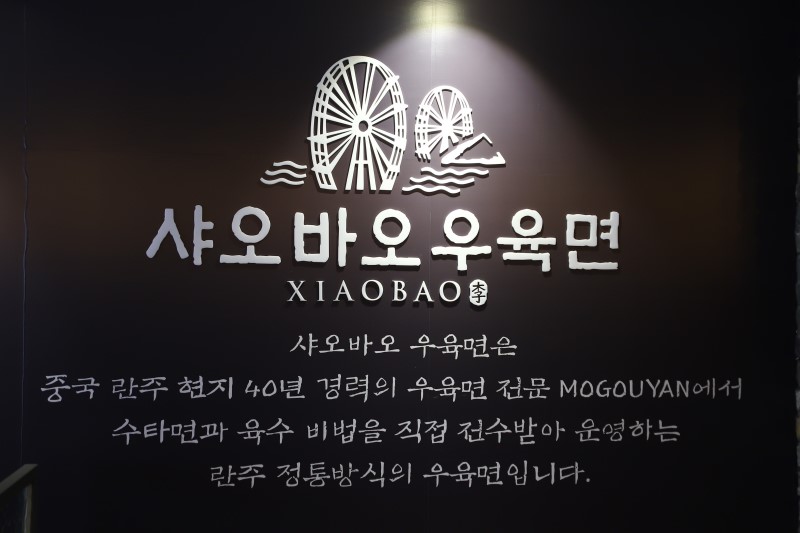 샤오바오우육면
XIAOBAO 李
샤오바오 우육면은
중국 란주 현지 40년 경력의 우육면 전문 MOGOUYAN에서
수타면과 육수 비법을 직접 전수받아 운영하는
란주 정통방식의 우육면입니다.